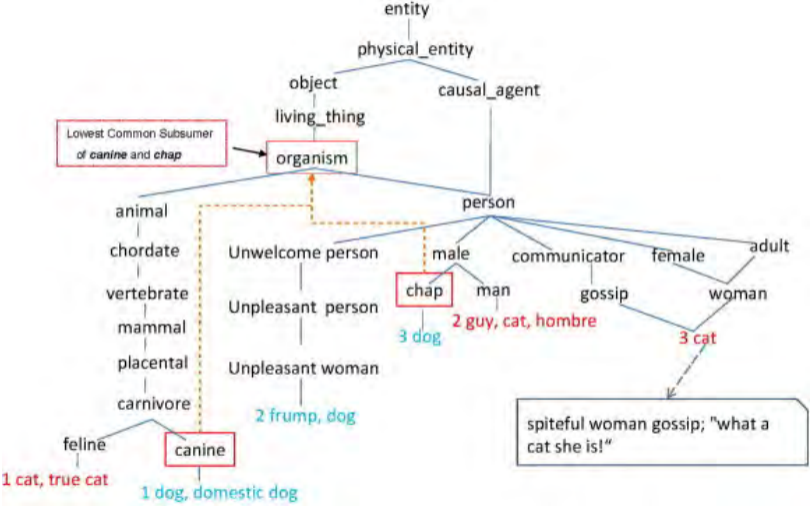 entity
physical_entity
object
causal_agent
living_thing
Lowest Common Subsumer
of canine and chap
organism
animal
person
chordate
Unwelcome person
male
communicator
female
adult
vertebrate
chap
man
gossip
woman
Unpleasant person
mammal
3 dog
2 guy, cat, hombre
3 cat
placental
Unpleasant woman
carnivore
2 frump, dog
spiteful woman gossip; "what a
cat she is!“
feline
canine
1 cat, true cat
1 dog, domestic dog